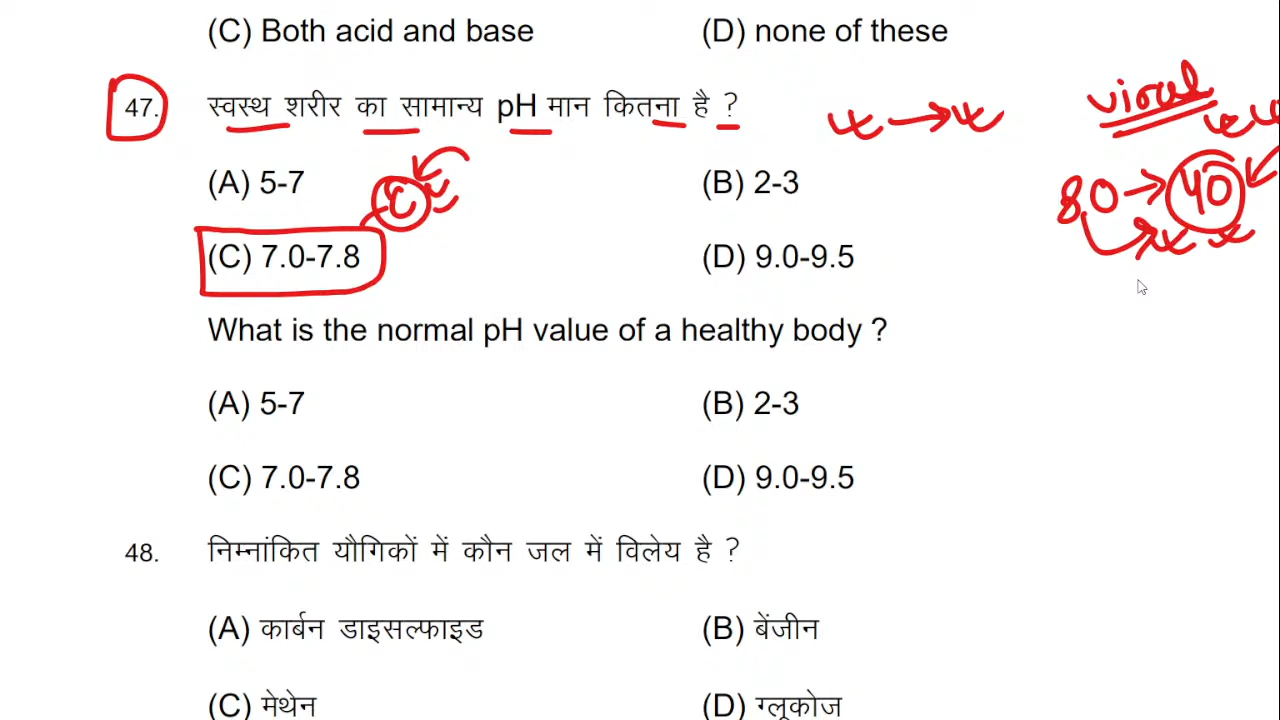 (C) Both acid and base (D) none of these
47. स्वस्थ शरीर का सामान्य pH मान कितना है ?
viral
(A) 5-7 (B) 2-3
C
80 → 40
(C) 7.0-7.8 (D) 9.0-9.5
What is the normal pH value of a healthy body ?
(A) 5-7 (B) 2-3
(C) 7.0-7.8 (D) 9.0-9.5
48. निम्नांकित यौगिकों में कौन जल में विलेय है ?
(A) कार्बन डाइसल्फाइड (B) बेंजीन
(C) मेथेन (D) ग्लूकोज